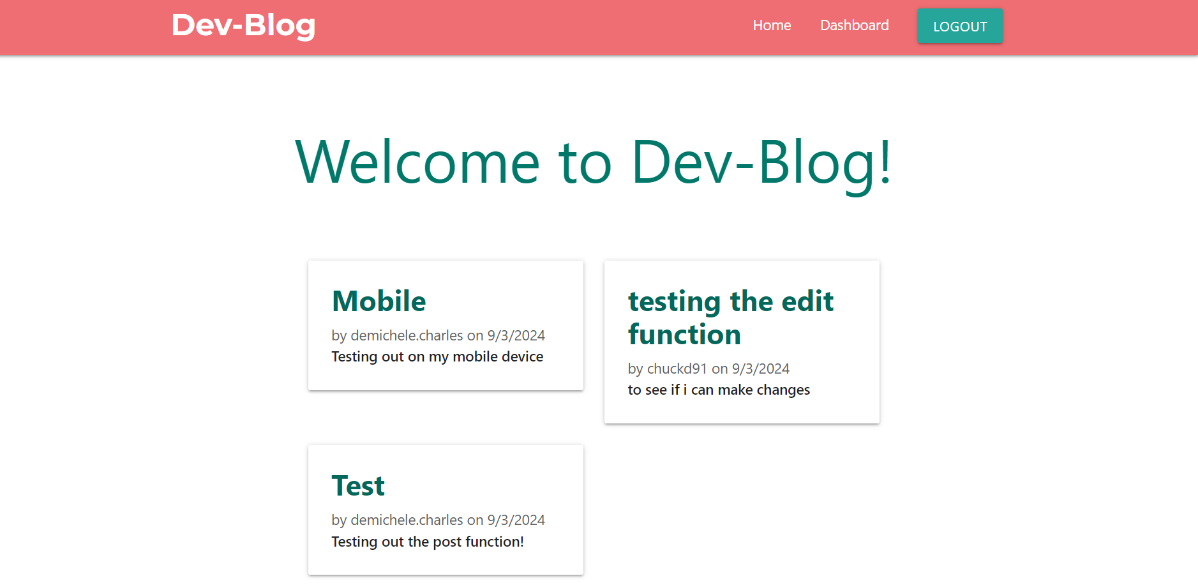 Dev-Blog
Home Dashboard LOGOUT
Welcome to Dev-Blog!
Mobile
by demichele.charles on 9/3/2024
Testing out on my mobile device
testing the edit
function
by chuckd91 on 9/3/2024
to see if i can make changes
Test
by demichele.charles on 9/3/2024
Testing out the post function!